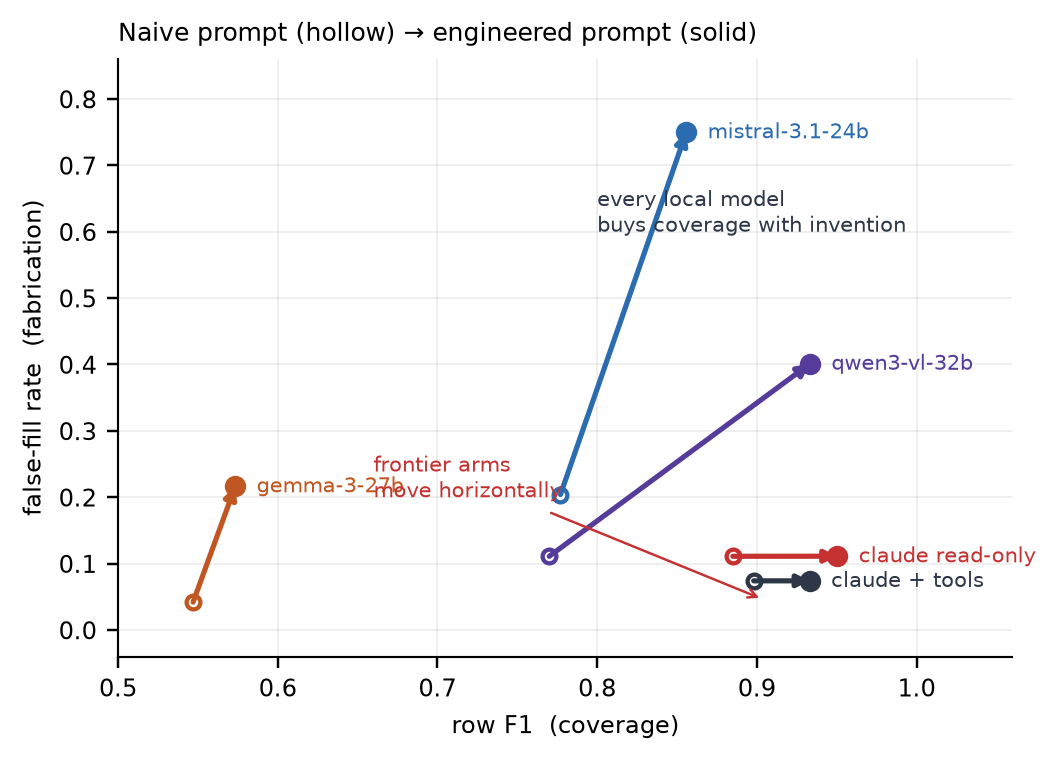 Naive prompt (hollow) → engineered prompt (solid)
false-fill rate  (fabrication)
0.8
0.7
0.6
0.5
0.4
0.3
0.2
0.1
0.0
mistral-3.1-24b
every local model
buys coverage with invention
qwen3-vl-32b
frontier arms
move horizontally
gemma-3-27b
claude read-only
claude + tools
0.5 0.6 0.7 0.8 0.9 1.0
row F1  (coverage)